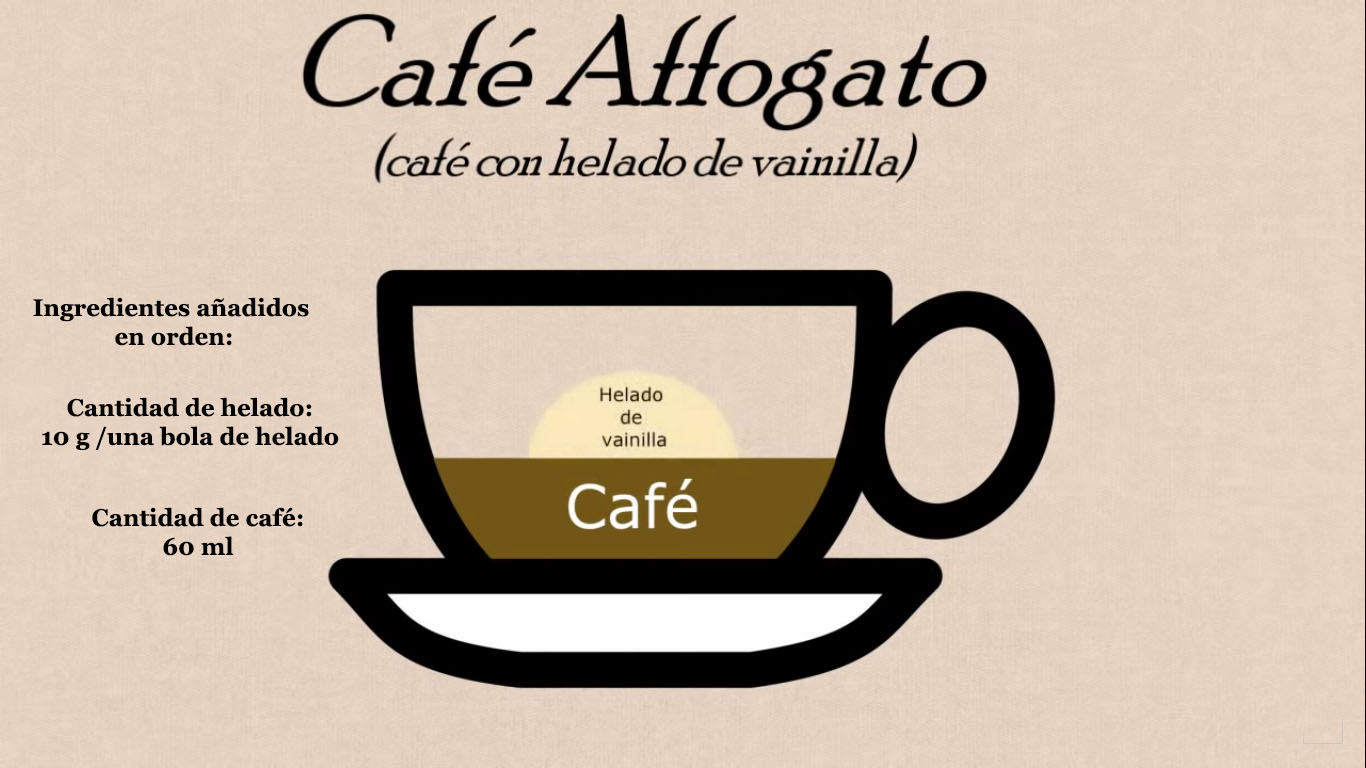 Café Affogato
(café con helado de vainilla)
Ingredientes añadidos
en orden:
Cantidad de helado:
10 g /una bola de helado
Cantidad de café:
60 ml
Helado
de
vainilla
Café